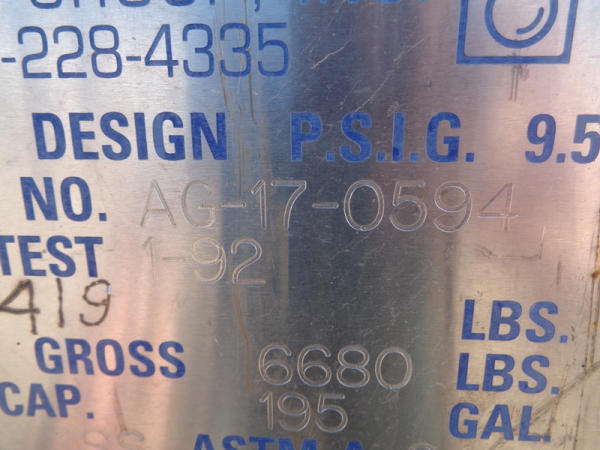 -228-4335
DESIGN P.S.I.G. 9.5
NO. AG-17-0594
TEST 1-92
419 LBS.
GROSS 6680 LBS.
CAP. 195 GAL.
ASTM A